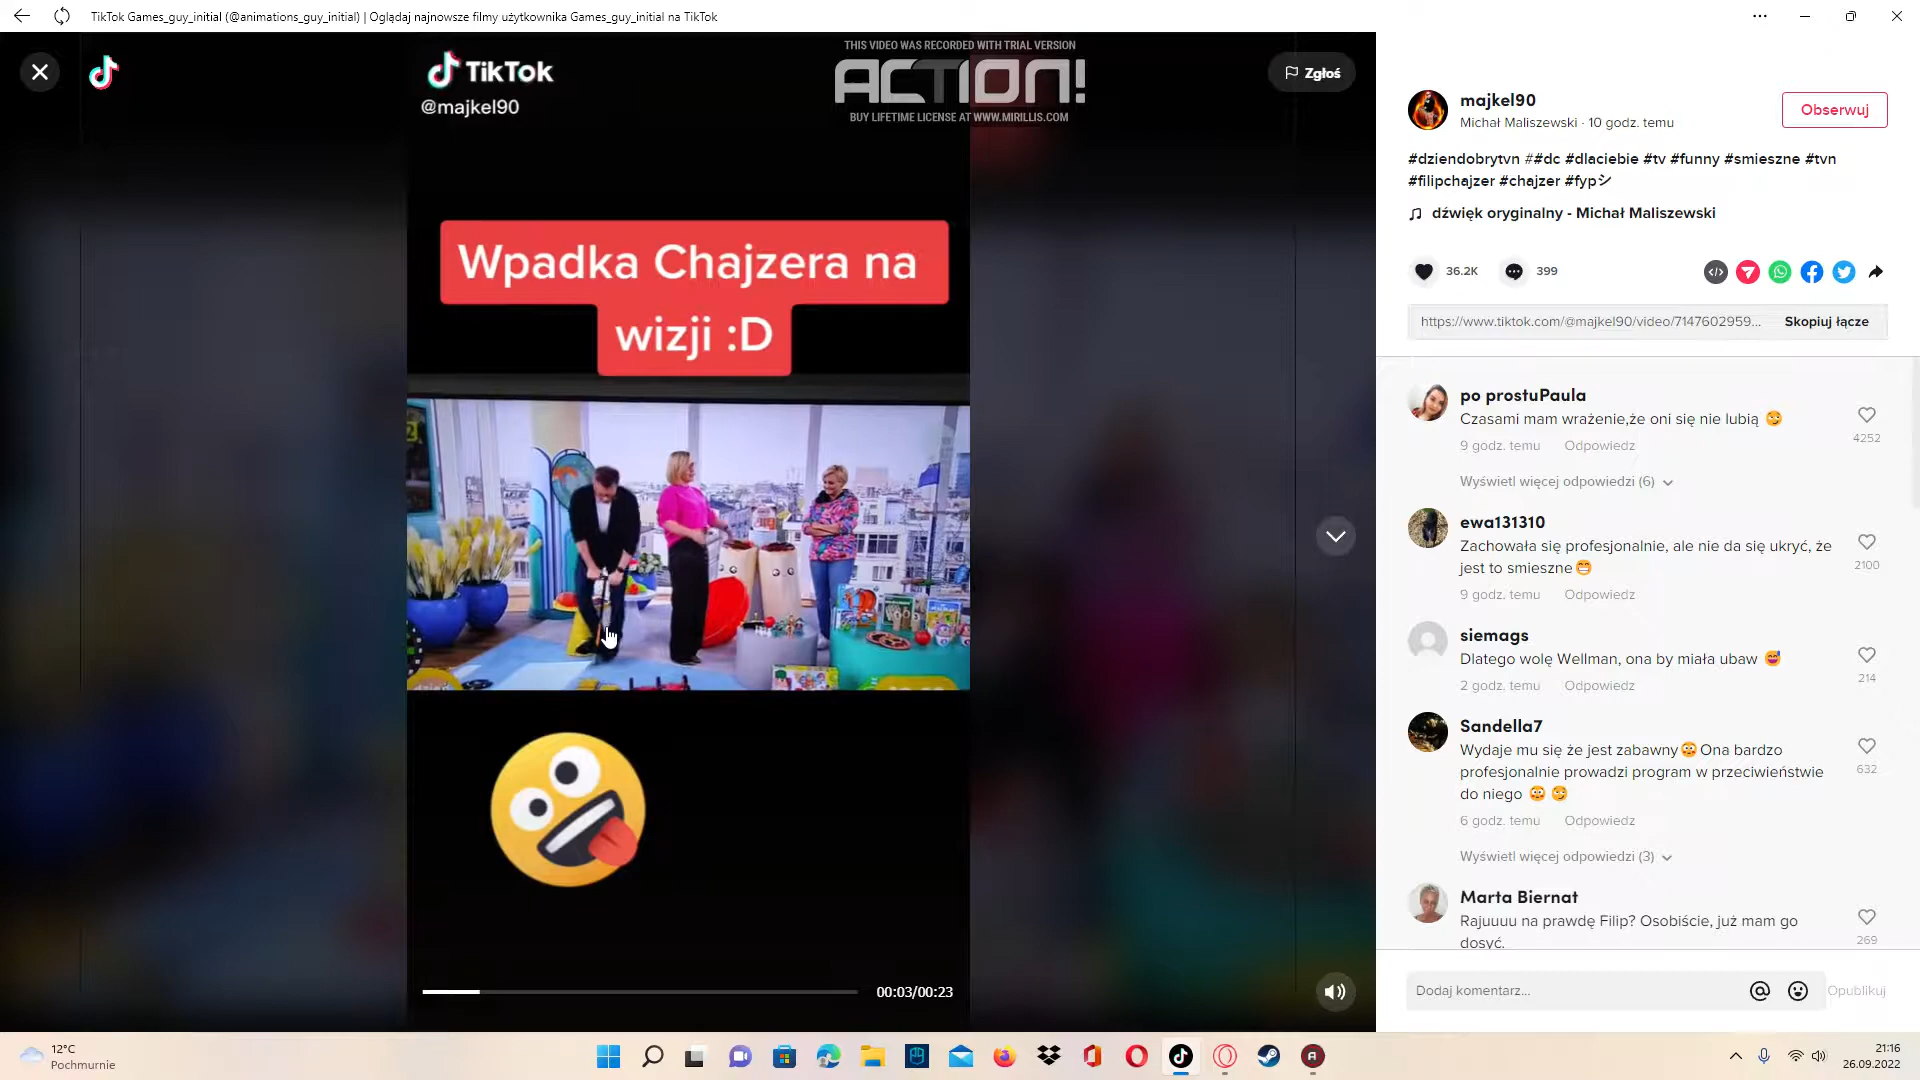 TikTok Games_guy_initial (@animations_guy_initial) | Oglądaj najnowsze filmy użytkownika Games_guy_initial na TikTok
TikTok
@majkel90
THIS VIDEO WAS RECORDED WITH TRIAL VERSION
ACTION!
BUY LIFETIME LICENSE AT WWW.MIRILLIS.COM
Zgłoś
Wpadka Chajzera na
wizji :D
00:03/00:23
majkel90
Michał Maliszewski · 10 godz. temu
Obserwuj
#dziendobrytvn ##dc #dlaciebie #tv #funny #smieszne #tvn
#filipchajzer #chajzer #fypシ
dźwięk oryginalny - Michał Maliszewski
36.2K
399
https://www.tiktok.com/@majkel90/video/7147602959...
Skopiuj łącze
po prostuPaula
Czasami mam wrażenie,że oni się nie lubią 😏
4252
9 godz. temu Odpowiedz
Wyświetl więcej odpowiedzi (6)
ewa131310
Zachowała się profesjonalnie, ale nie da się ukryć, że
jest to smieszne😁
2100
9 godz. temu Odpowiedz
siemags
Dlatego wolę Wellman, ona by miała ubaw 😅
214
2 godz. temu Odpowiedz
Sandella7
Wydaje mu się że jest zabawny😳Ona bardzo
profesjonalnie prowadzi program w przeciwieństwie
do niego 😳 😏
632
6 godz. temu Odpowiedz
Wyświetl więcej odpowiedzi (3)
Marta Biernat
Rajuuuu na prawdę Filip? Osobiście, już mam go
dosyć.
269
Dodaj komentarz...
Opublikuj
12°C
Pochmurnie
21:16
26.09.2022